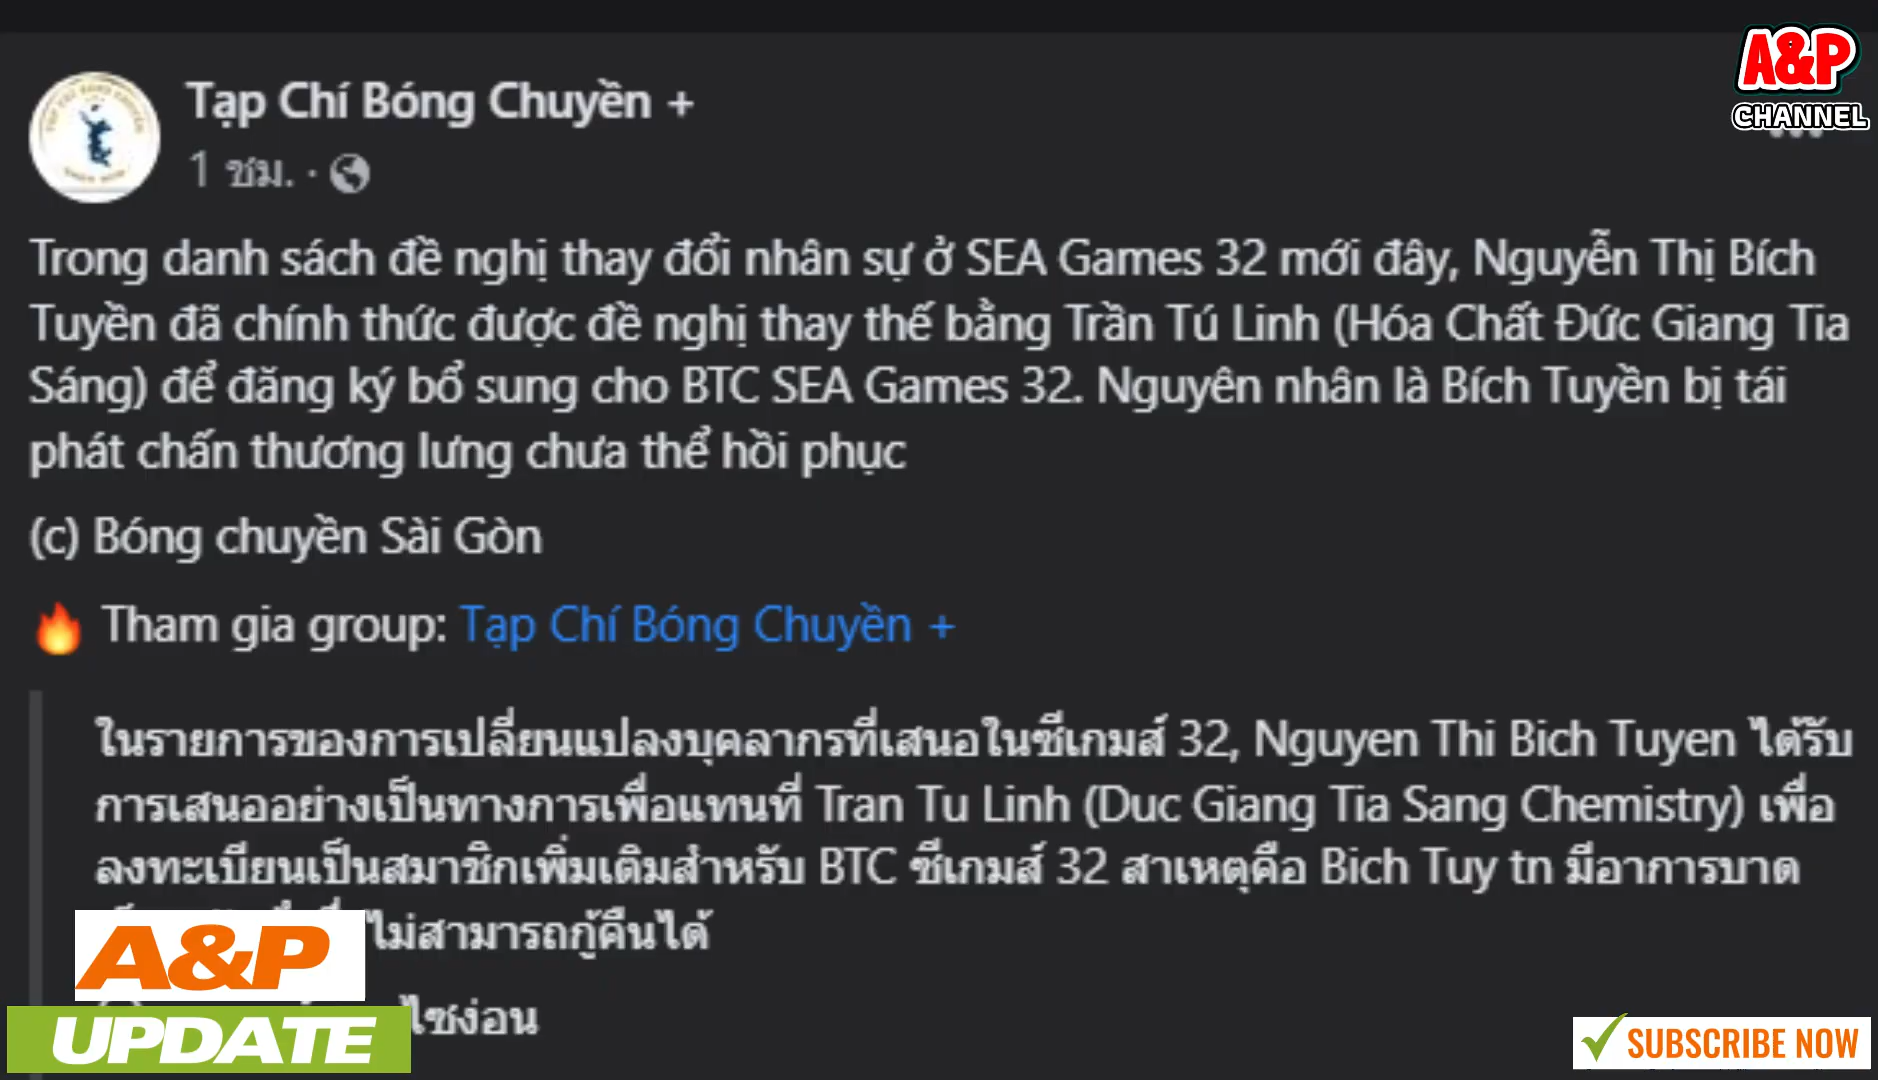 A&P
CHANNEL
Tạp Chí Bóng Chuyền +
1 ชม. ·
Trong danh sách đề nghị thay đổi nhân sự ở SEA Games 32 mới đây, Nguyễn Thị Bích
Tuyền đã chính thức được đề nghị thay thế bằng Trần Tú Linh (Hóa Chất Đức Giang Tia
Sáng) để đăng ký bổ sung cho BTC SEA Games 32. Nguyên nhân là Bích Tuyền bị tái
phát chấn thương lưng chưa thể hồi phục
(c) Bóng chuyền Sài Gòn
🔥 Tham gia group: Tạp Chí Bóng Chuyền +
ในรายการของการเปลี่ยนแปลงบุคลากรที่เสนอในซีเกมส์ 32, Nguyen Thi Bich Tuyen ได้รับ
การเสนออย่างเป็นทางการเพื่อแทนที่ Tran Tu Linh (Duc Giang Tia Sang Chemistry) เพื่อ
ลงทะเบียนเป็นสมาชิกเพิ่มเติมสำหรับ BTC ซีเกมส์ 32 สาเหตุคือ Bich Tuy tn มีอาการบาด
ไม่สามารถกู้คืนได้
ไซง่อน
A&P
UPDATE
SUBSCRIBE NOW